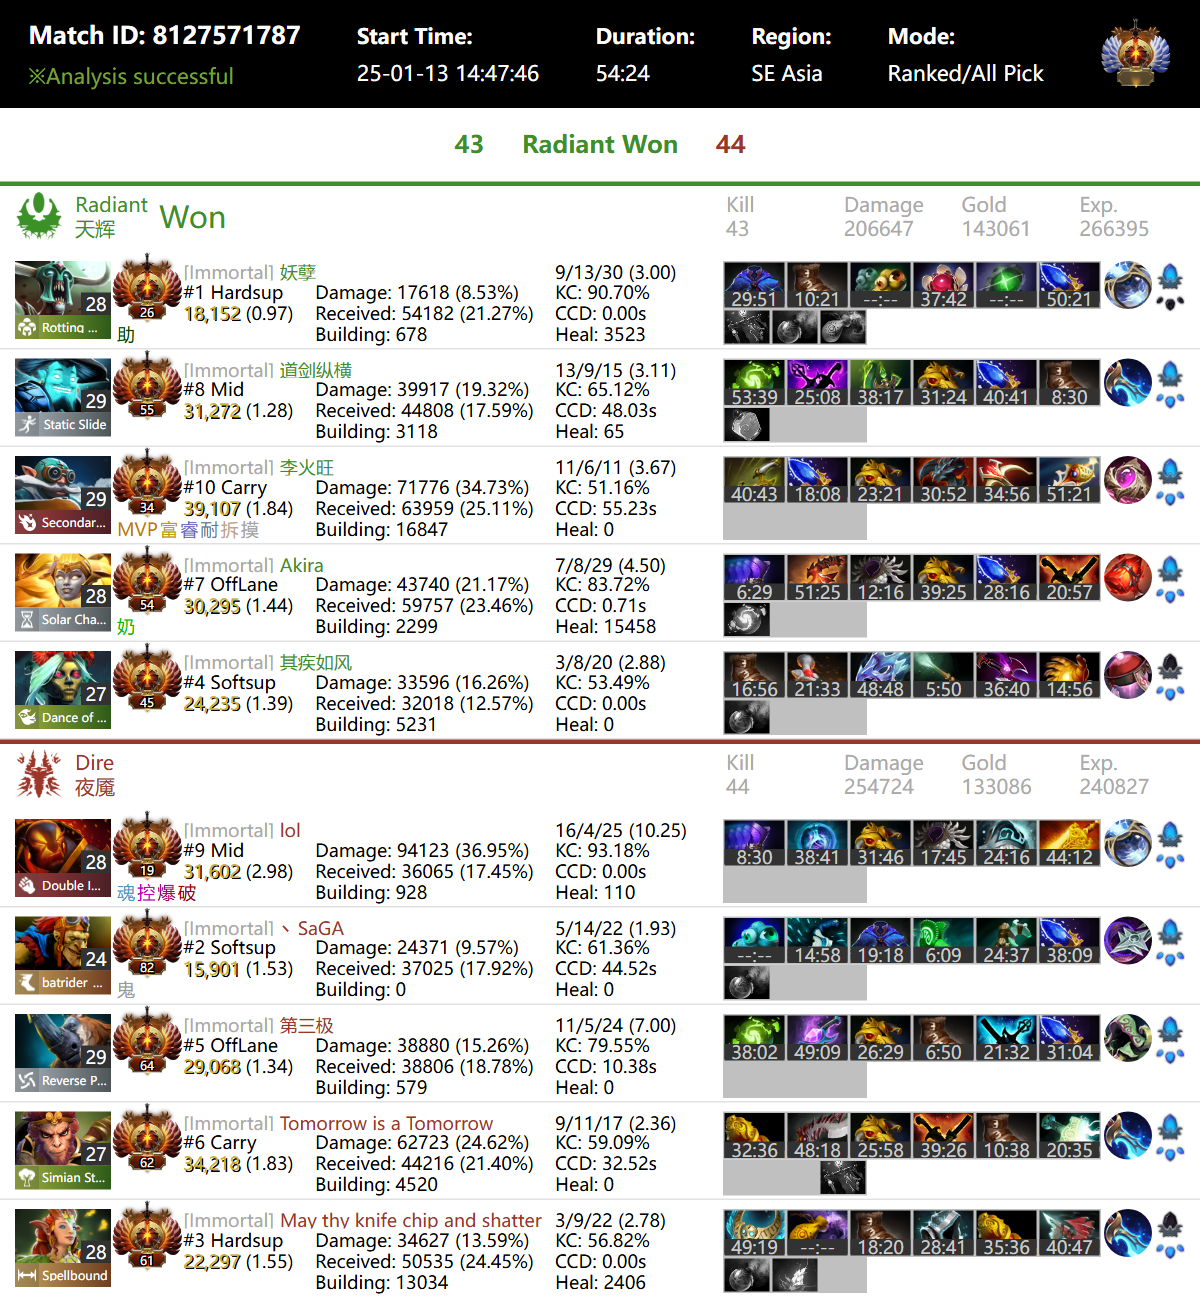 Match ID: 8127571787
※Analysis successful
Start Time:
25-01-13 14:47:46
Duration:
54:24
Region:
SE Asia
Mode:
Ranked/All Pick
43 Radiant Won 44
Radiant
天辉
Won
Kill
43
Damage
206647
Gold
143061
Exp.
266395
28
Rotting ...
26
[Immortal] 妖孽
#1 Hardsup
18,152 (0.97)
助
Damage: 17618 (8.53%)
Received: 54182 (21.27%)
Building: 678
9/13/30 (3.00)
KC: 90.70%
CCD: 0.00s
Heal: 3523
29:51 10:21 --:-- 37:42 --:-- 50:21
29
Static Slide
55
[Immortal] 道剑纵横
#8 Mid
31,272 (1.28)
Damage: 39917 (19.32%)
Received: 44808 (17.59%)
Building: 3118
13/9/15 (3.11)
KC: 65.12%
CCD: 48.03s
Heal: 65
53:39 25:08 38:17 31:24 40:41 8:30
29
Secondar...
34
[Immortal] 李火旺
#10 Carry
39,107 (1.84)
MVP富睿耐拆摸
Damage: 71776 (34.73%)
Received: 63959 (25.11%)
Building: 16847
11/6/11 (3.67)
KC: 51.16%
CCD: 55.23s
Heal: 0
40:43 18:08 23:21 30:52 34:56 51:21
28
Solar Cha...
54
[Immortal] Akira
#7 OffLane
30,295 (1.44)
奶
Damage: 43740 (21.17%)
Received: 59757 (23.46%)
Building: 2299
7/8/29 (4.50)
KC: 83.72%
CCD: 0.71s
Heal: 15458
6:29 51:25 12:16 39:25 28:16 20:57
27
Dance of ...
45
[Immortal] 其疾如风
#4 Softsup
24,235 (1.39)
Damage: 33596 (16.26%)
Received: 32018 (12.57%)
Building: 5231
3/8/20 (2.88)
KC: 53.49%
CCD: 0.00s
Heal: 0
16:56 21:33 48:48 5:50 36:40 14:56
Dire
夜魇
Kill
44
Damage
254724
Gold
133086
Exp.
240827
28
Double I...
19
[Immortal] lol
#9 Mid
31,602 (2.98)
魂控爆破
Damage: 94123 (36.95%)
Received: 36065 (17.45%)
Building: 928
16/4/25 (10.25)
KC: 93.18%
CCD: 0.00s
Heal: 110
8:30 38:41 31:46 17:45 24:16 44:12
24
batrider ...
82
[Immortal] 丶SaGA
#2 Softsup
15,901 (1.53)
鬼
Damage: 24371 (9.57%)
Received: 37025 (17.92%)
Building: 0
5/14/22 (1.93)
KC: 61.36%
CCD: 44.52s
Heal: 0
--:-- 14:58 19:18 6:09 24:37 38:09
29
Reverse P...
64
[Immortal] 第三极
#5 OffLane
29,068 (1.34)
Damage: 38880 (15.26%)
Received: 38806 (18.78%)
Building: 579
11/5/24 (7.00)
KC: 79.55%
CCD: 10.38s
Heal: 0
38:02 49:09 26:29 6:50 21:32 31:04
27
Simian St...
62
[Immortal] Tomorrow is a Tomorrow
#6 Carry
34,218 (1.83)
Damage: 62723 (24.62%)
Received: 44216 (21.40%)
Building: 4520
9/11/17 (2.36)
KC: 59.09%
CCD: 32.52s
Heal: 0
32:36 48:18 25:58 39:26 10:38 20:35
28
Spellbound
61
[Immortal] May thy knife chip and shatter
#3 Hardsup
22,297 (1.55)
Damage: 34627 (13.59%)
Received: 50535 (24.45%)
Building: 13034
3/9/22 (2.78)
KC: 56.82%
CCD: 0.00s
Heal: 2406
49:19 --:-- 18:20 28:41 35:36 40:47